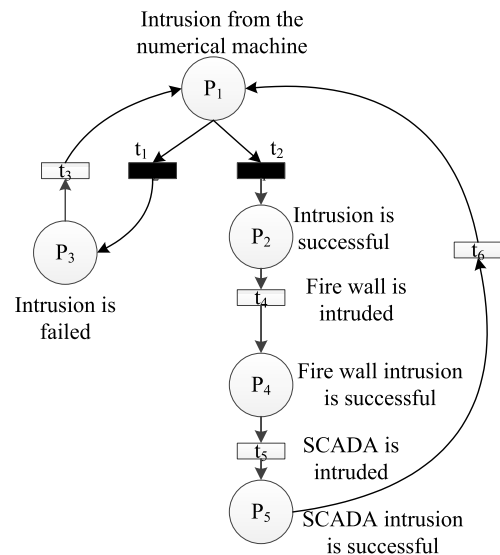 Intrusion from the
numerical machine
P1
t1
t2
t3
P3
Intrusion is
failed
P2
Intrusion is
successful
t6
t4
Fire wall is
intruded
P4
Fire wall intrusion
is successful
t5
SCADA is
intruded
P5
SCADA intrusion
is successful